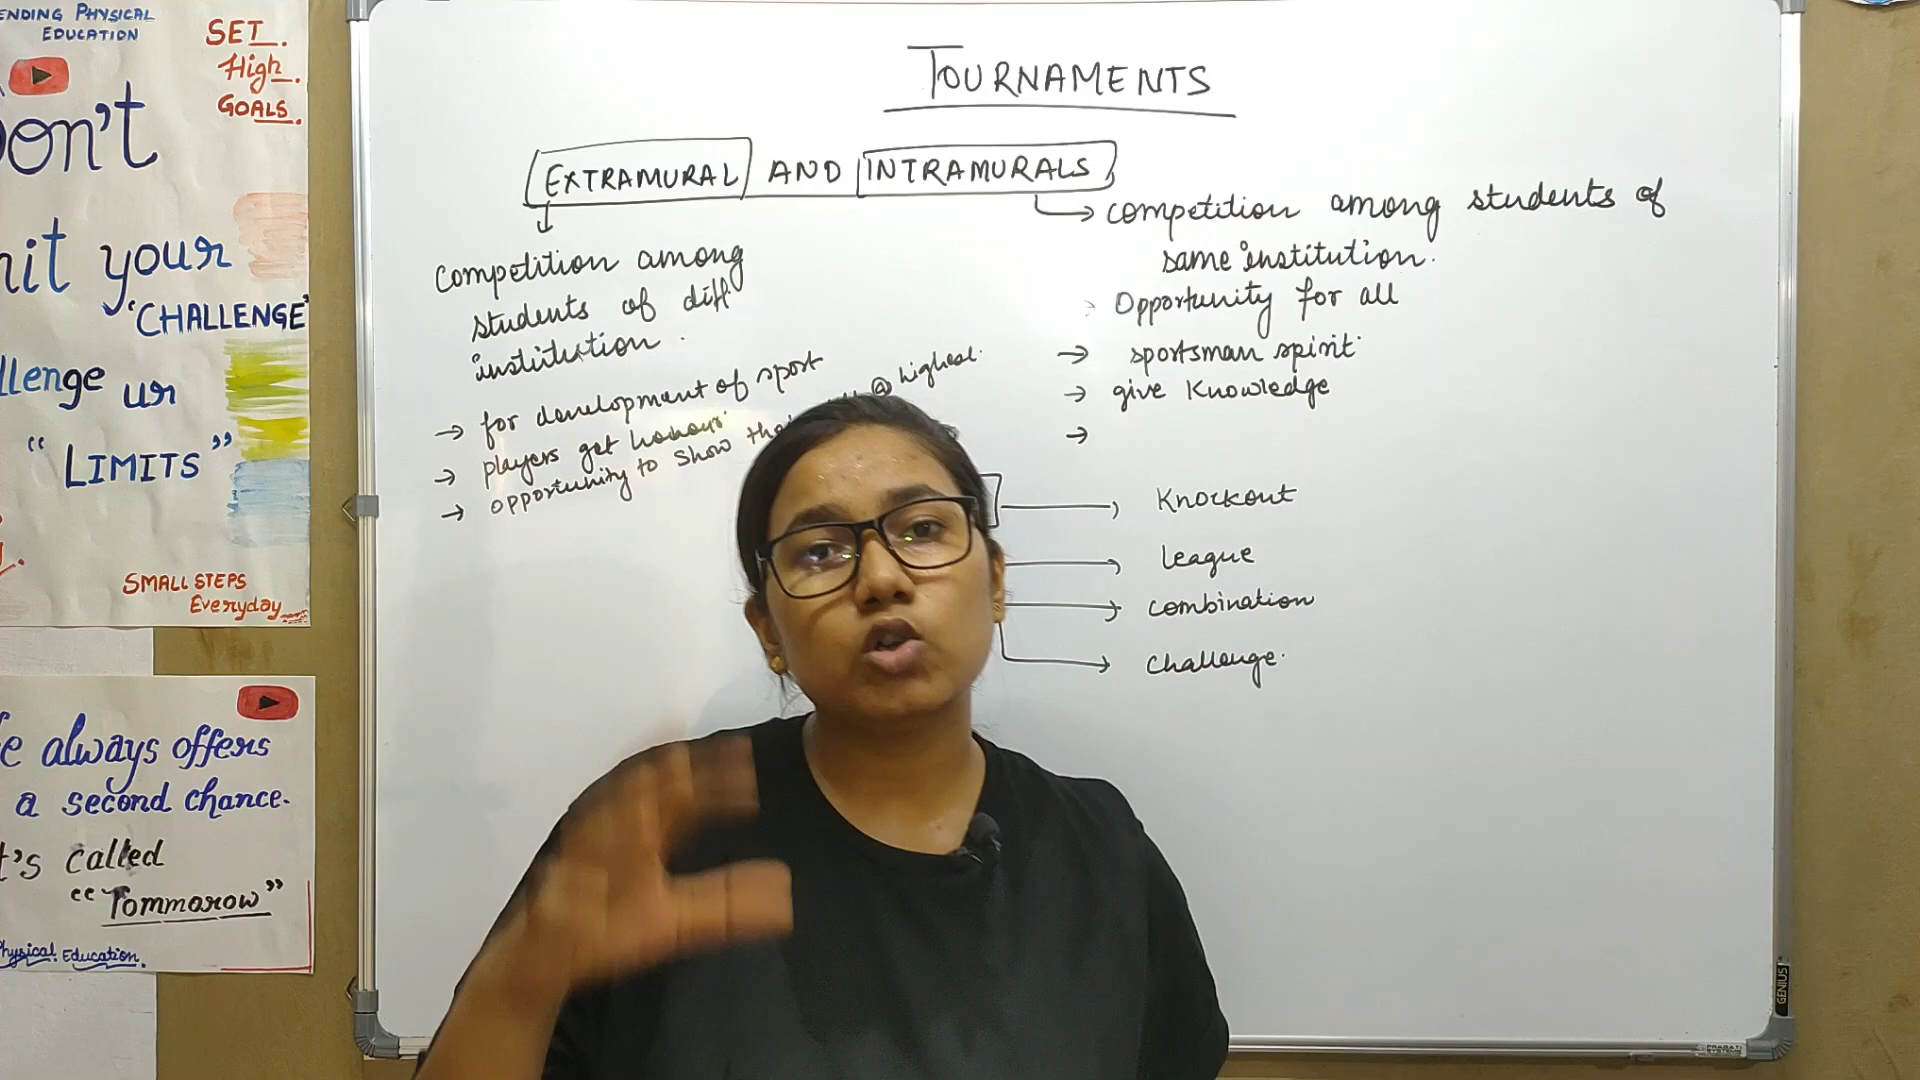 ENDING PHYSICAL
EDUCATION
SET.
High.
GOALS.
on't
it your
"CHALLENGE"
llenge ur
"LIMITS"
SMALL STEPS
Everyday
e always offers
a second chance.
t's called
"Tommorow"
Physical Education.
TOURNAMENTS
EXTRAMURAL AND INTRAMURALS
competition among
students of diff
institution.
→ for development of sport
→ players get honour
→ opportunity to show @ highest.
→ competition among students of
same institution.
Opportunity for all
→ sportsman spirit.
→ give Knowledge
→
→ Knockout
→ league
→ combination
→ challenge.
GENIUS